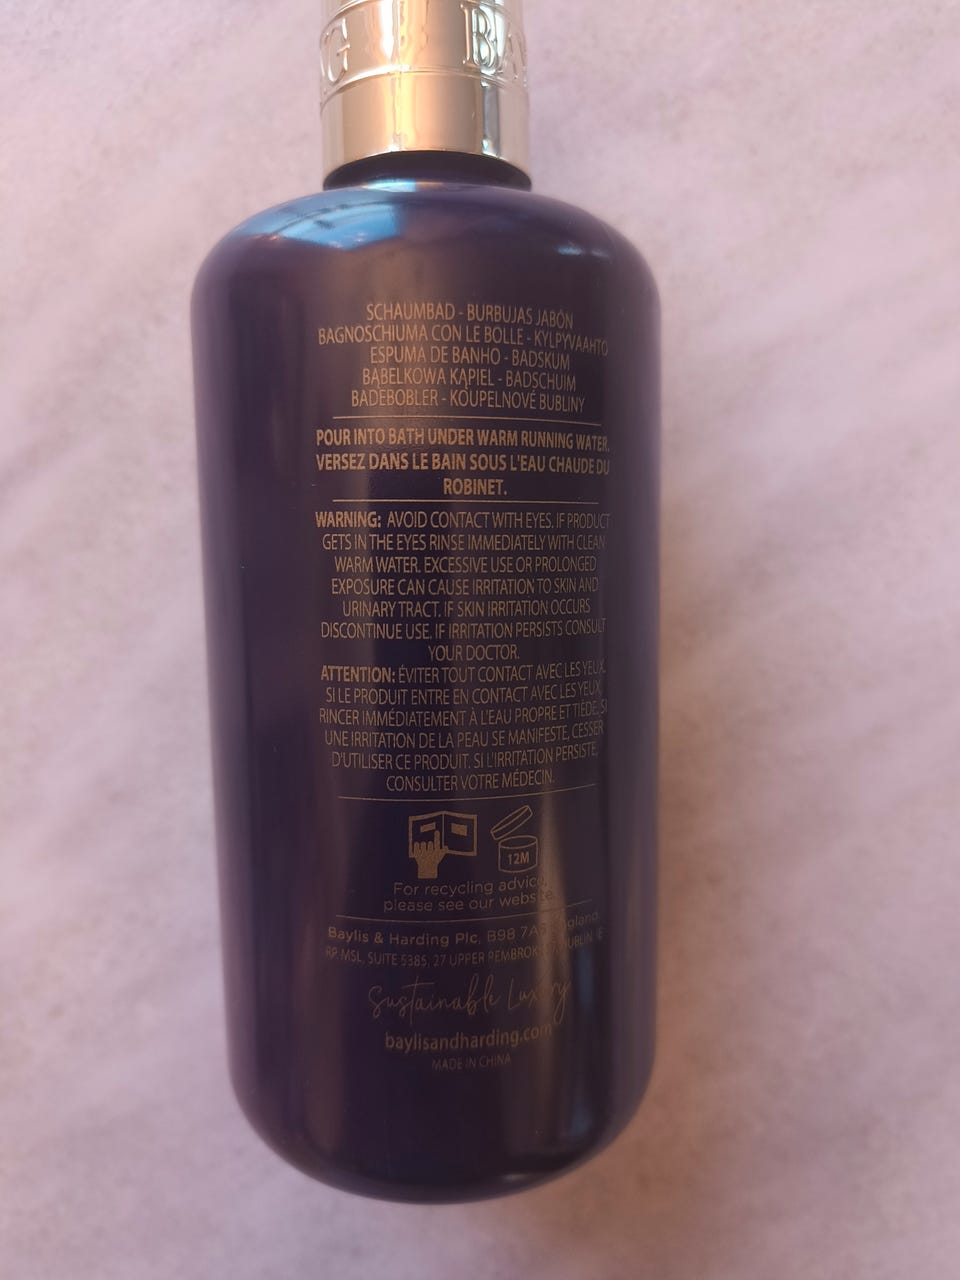 G BA
SCHAUMBAD - BURBUJAS JABÓN
BAGNOSCHIUMA CON LE BOLLE - KYLPYVAAHTO
ESPUMA DE BANHO - BADSKUM
BĄBELKOWA KĄPIEL - BADSCHUIM
BADEBOBLER - KOUPELNOVÉ BUBLINY
POUR INTO BATH UNDER WARM RUNNING WATER.
VERSEZ DANS LE BAIN SOUS L'EAU CHAUDE DU
ROBINET.
WARNING: AVOID CONTACT WITH EYES. IF PRODUCT
GETS IN THE EYES RINSE IMMEDIATELY WITH CLEAN
WARM WATER. EXCESSIVE USE OR PROLONGED
EXPOSURE CAN CAUSE IRRITATION TO SKIN AND
URINARY TRACT. IF SKIN IRRITATION OCCURS
DISCONTINUE USE. IF IRRITATION PERSISTS CONSULT
YOUR DOCTOR.
ATTENTION: ÉVITER TOUT CONTACT AVEC LES YEUX.
SI LE PRODUIT ENTRE EN CONTACT AVEC LES YEUX,
RINCER IMMÉDIATEMENT À L'EAU PROPRE ET TIÈDE. SI
UNE IRRITATION DE LA PEAU SE MANIFESTE, CESSER
D'UTILISER CE PRODUIT. SI L'IRRITATION PERSISTE,
CONSULTER VOTRE MÉDECIN.
12M
For recycling advice,
please see our website.
Baylis & Harding Plc, B98 England
RP. MSL, SUITE 5385, 27 UPPER DUBLIN IE
Sustainable Luxury
baylisandharding.com
MADE IN CHINA